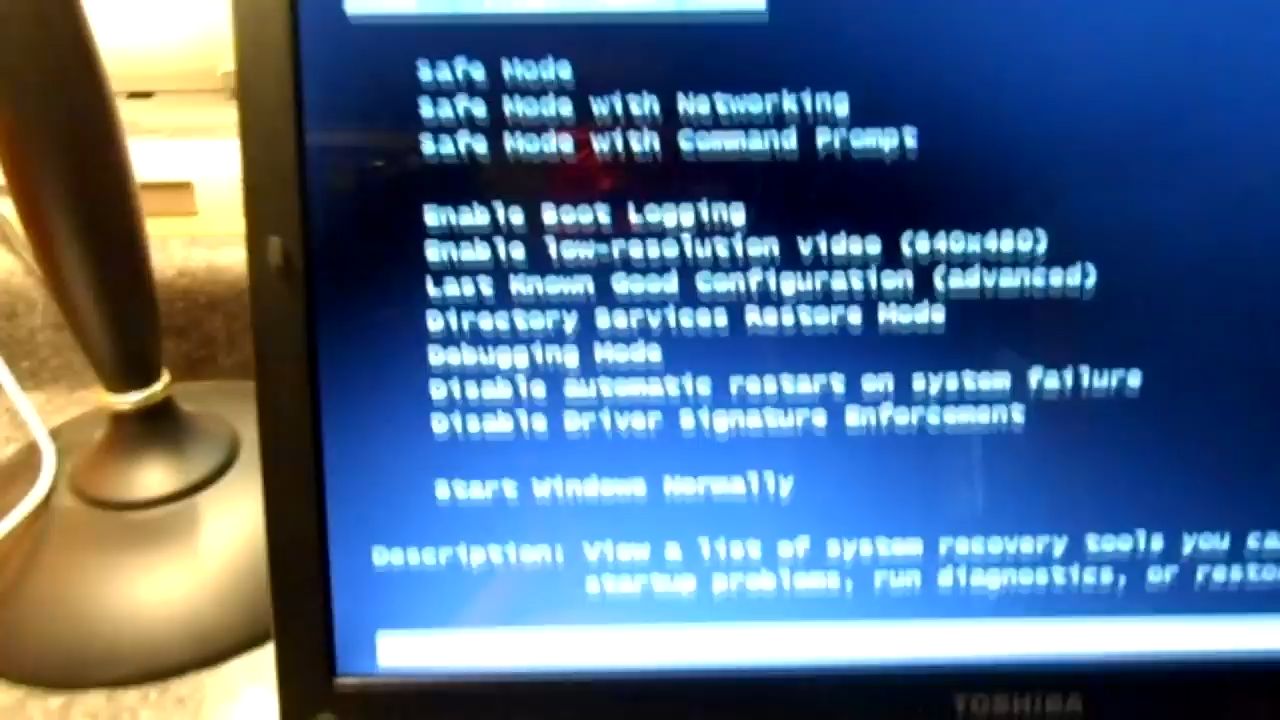 Safe Mode
Safe Mode with Networking
Safe Mode with Command Prompt
Enable Boot Logging
Enable low-resolution video (640x480)
Last Known Good Configuration (advanced)
Directory Services Restore Mode
Debugging Mode
Disable automatic restart on system failure
Disable Driver Signature Enforcement
Start Windows Normally
Description: View a list of system recovery tools you ca
startup problems, run diagnostics, or resto
TOSHIBA